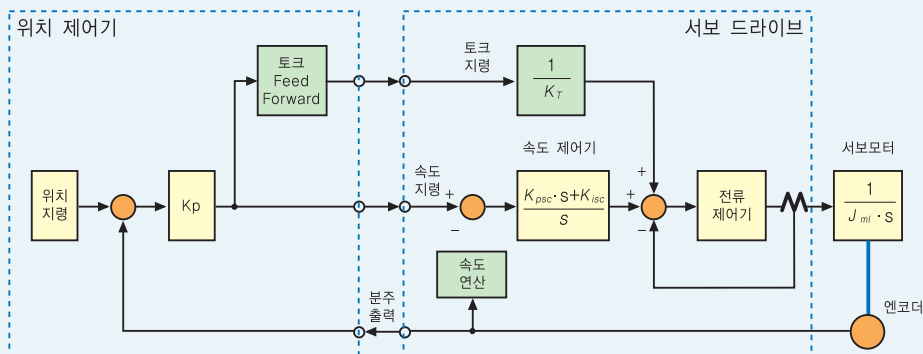 위치 제어기
서보 드라이브
토크
Feed
Forward
토크
지령
1
K_T
속도 제어기
서보모터
위치
지령
Kp
속도
지령
+
−
K_psc·s+K_isc
s
+
+
−
전류
제어기
1
J_ml·s
속도
연산
분주
출력
엔코더